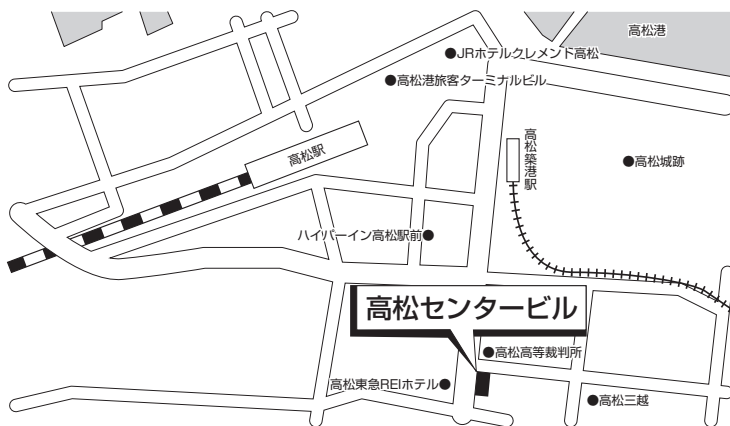 高松港
JRホテルクレメンド高松
高松港旅客ターミナルビル
高松駅
高松築港駅
高松城跡
ハイパーイン高松駅前
高松センタービル
高松高等裁判所
高松東急REIホテル
高松三越